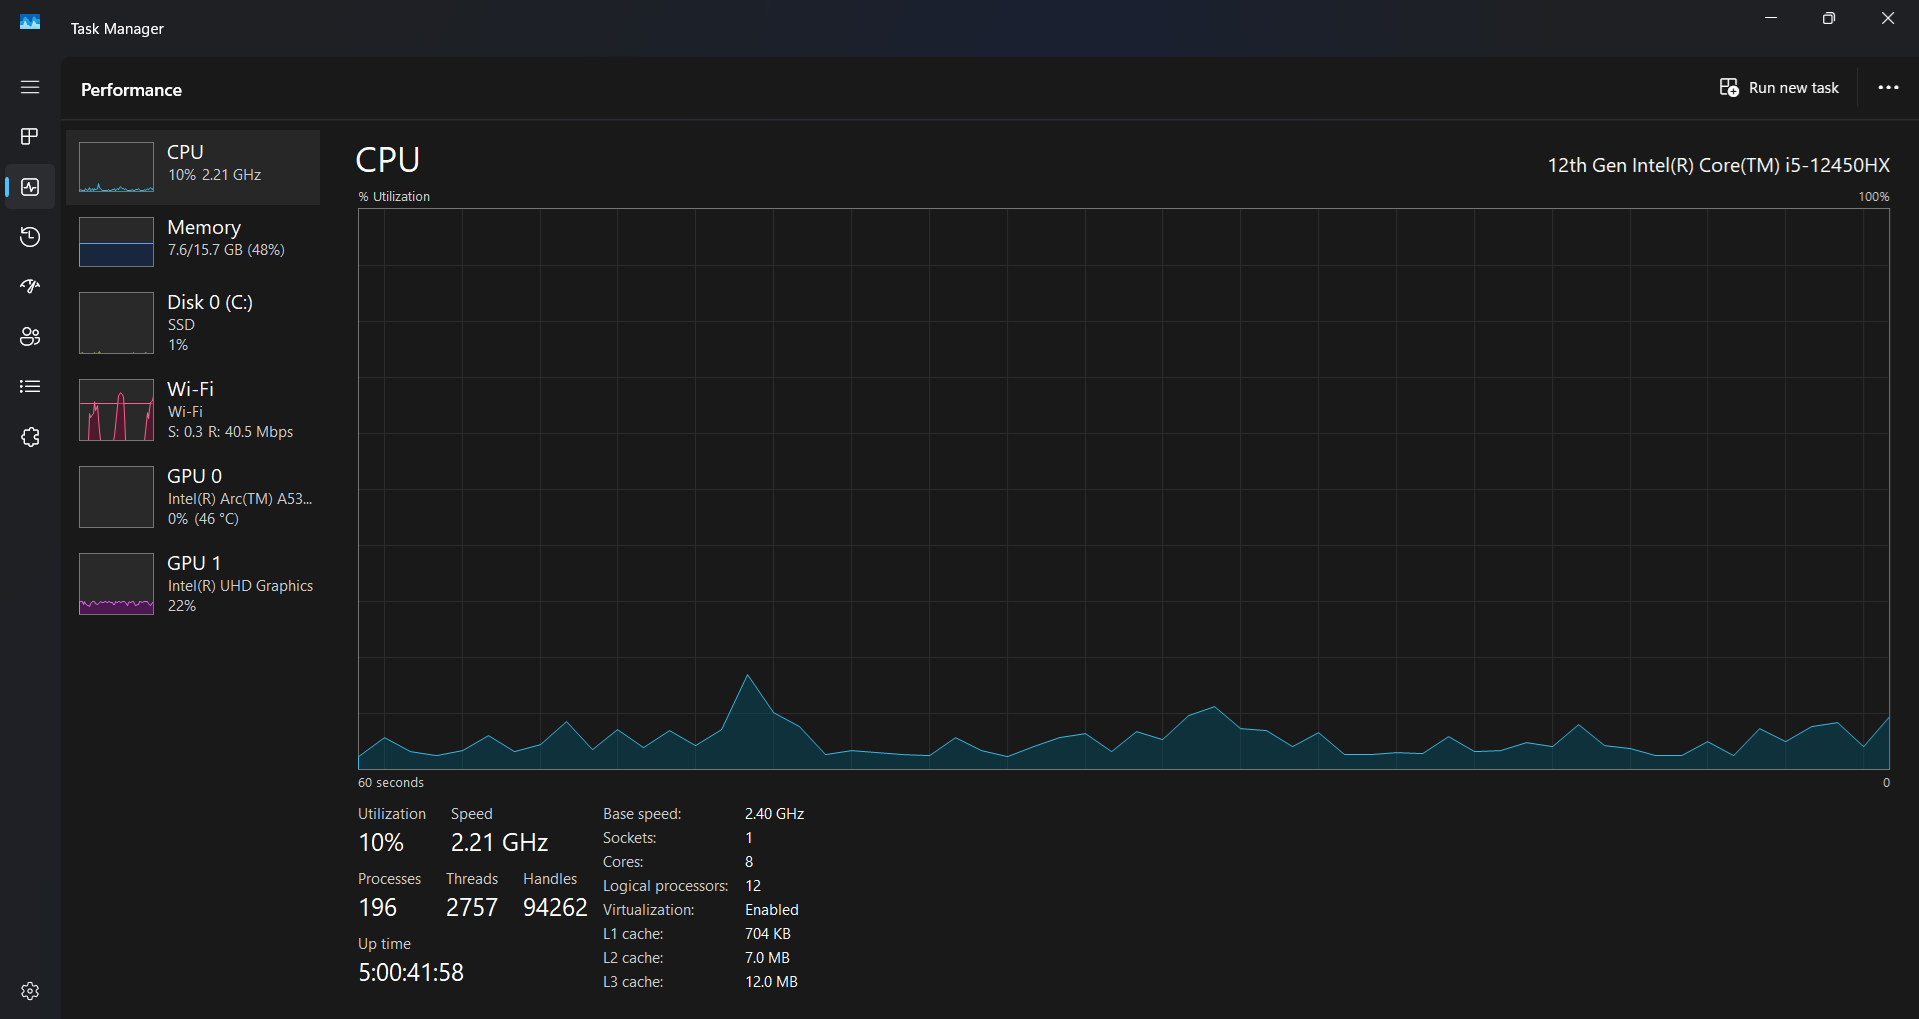 Task Manager
Performance
Run new task
CPU
10% 2.21 GHz
Memory
7.6/15.7 GB (48%)
Disk 0 (C:)
SSD
1%
Wi-Fi
Wi-Fi
S: 0.3 R: 40.5 Mbps
GPU 0
Intel(R) Arc(TM) A53...
0% (46 °C)
GPU 1
Intel(R) UHD Graphics
22%
CPU
12th Gen Intel(R) Core(TM) i5-12450HX
% Utilization
100%
60 seconds
0
Utilization
Speed
10%
2.21 GHz
Processes
Threads
Handles
196
2757
94262
Up time
5:00:41:58
Base speed: 2.40 GHz
Sockets: 1
Cores: 8
Logical processors: 12
Virtualization: Enabled
L1 cache: 704 KB
L2 cache: 7.0 MB
L3 cache: 12.0 MB